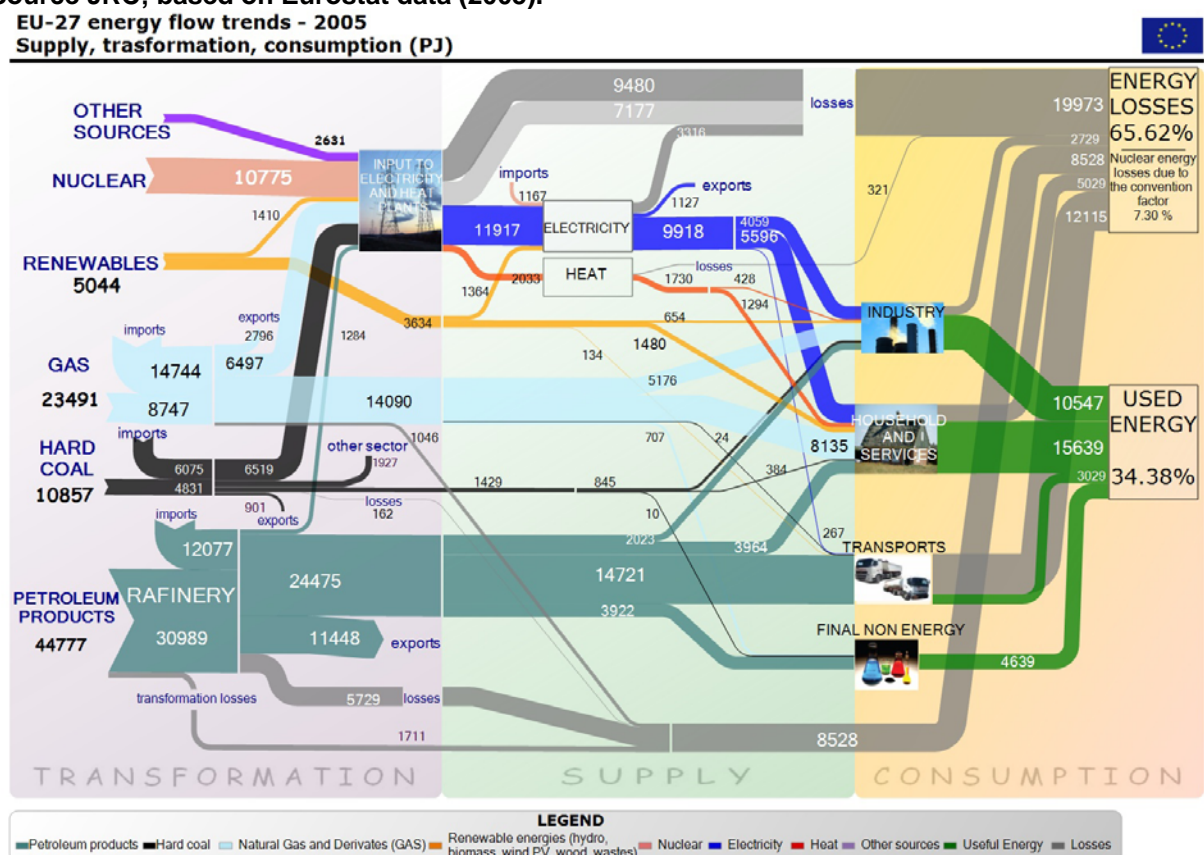 source JRC, based on Eurostat data (2005).
EU-27 energy flow trends - 2005
Supply, trasformation, consumption (PJ)
OTHER
SOURCES
2631
NUCLEAR
10775
1410
RENEWABLES
5044
INPUT TO
ELECTRICITY
AND HEAT
PLANTS
9480
7177
3316
losses
imports
1167
exports
1127
11917
ELECTRICITY
9918
4059
5596
HEAT
2033
1364
losses
1730
428
1294
321
654
3634
134
1480
exports
2796
1284
imports
GAS
23491
14744
6497
8747
14090
5176
1046
707
24
8135
384
imports
HARD
COAL
10857
6075
6519
4831
other sector
1927
losses
162
901
exports
1429
845
10
267
imports
12077
RAFINERY
30989
PETROLEUM
PRODUCTS
44777
24475
11448
exports
2023
3964
14721
3922
transformation losses
5729
losses
1711
8528
INDUSTRY
HOUSEHOLD
AND I
SERVICES
TRANSPORTS
FINAL NON ENERGY
4639
19973
2729
8528
5029
12115
ENERGY
LOSSES
65.62%
Nuclear energy
losses due to
the convention
factor
7.30 %
10547
15639
3029
USED
ENERGY
34.38%
TRANSFORMATION
SUPPLY
CONSUMPTION
LEGEND
Petroleum products
Hard coal
Natural Gas and Derivates (GAS)
Renewable energies (hydro,
biomass, wind PV, wood, wastes)
Nuclear
Electricity
Heat
Other sources
Useful Energy
Losses